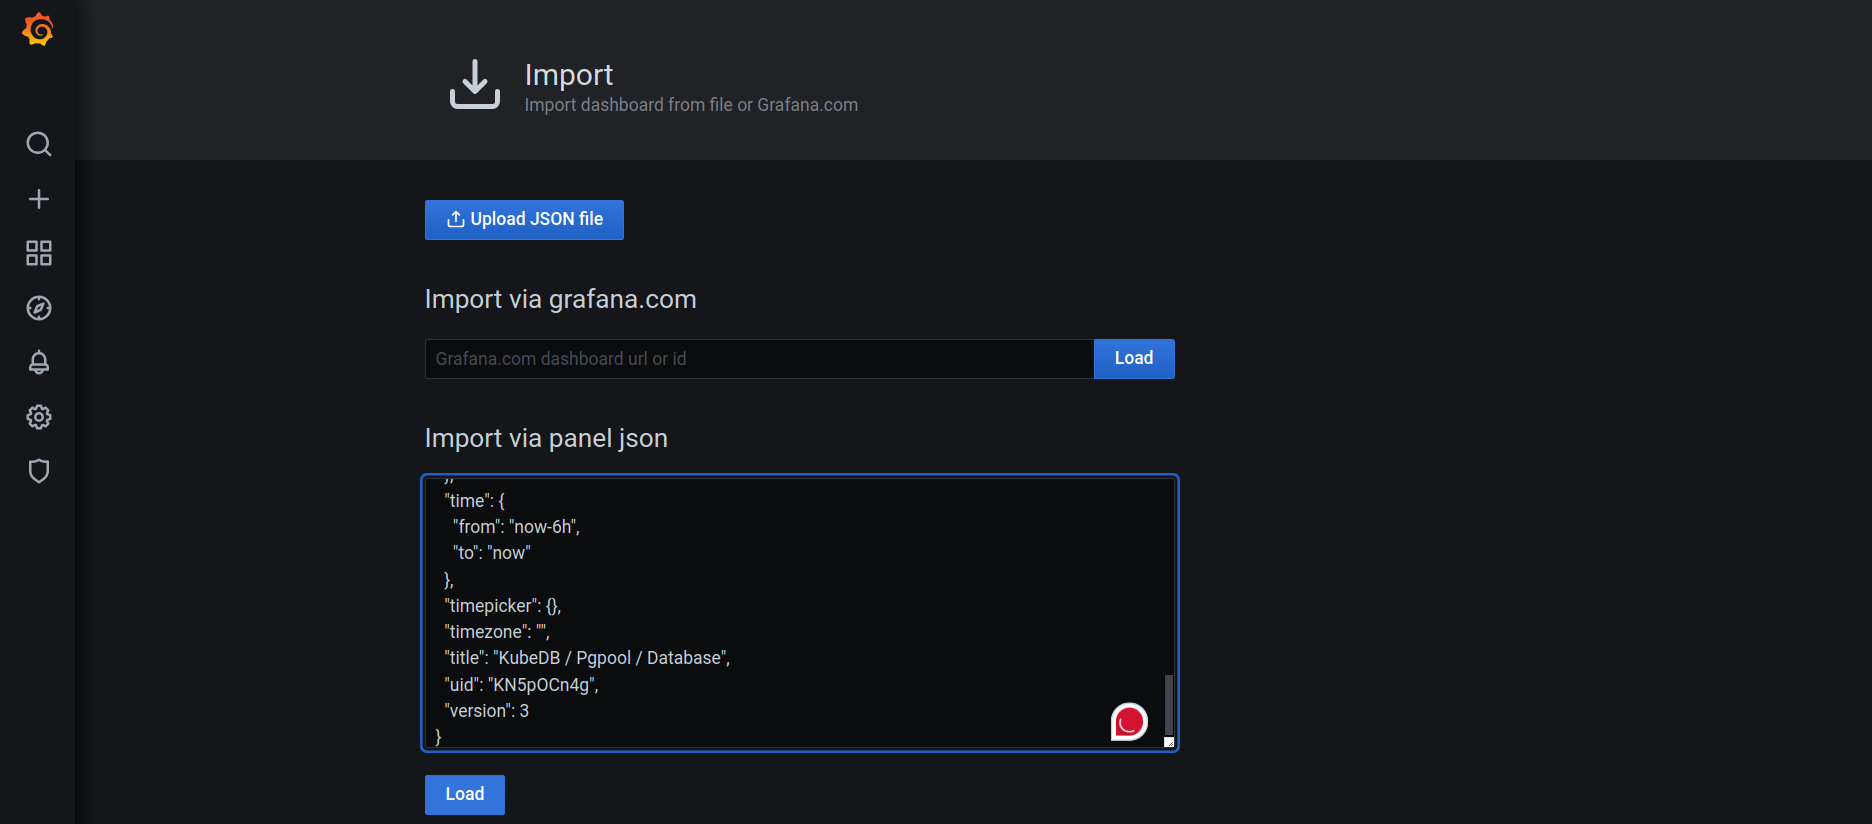 Import
Import dashboard from file or Grafana.com
Upload JSON file
Import via grafana.com
Grafana.com dashboard url or id
Load
Import via panel json
},
"time": {
"from": "now-6h",
"to": "now"
},
"timepicker": {},
"timezone": "",
"title": "KubeDB / Pgpool / Database",
"uid": "KN5pOCn4g",
"version": 3
}
Load